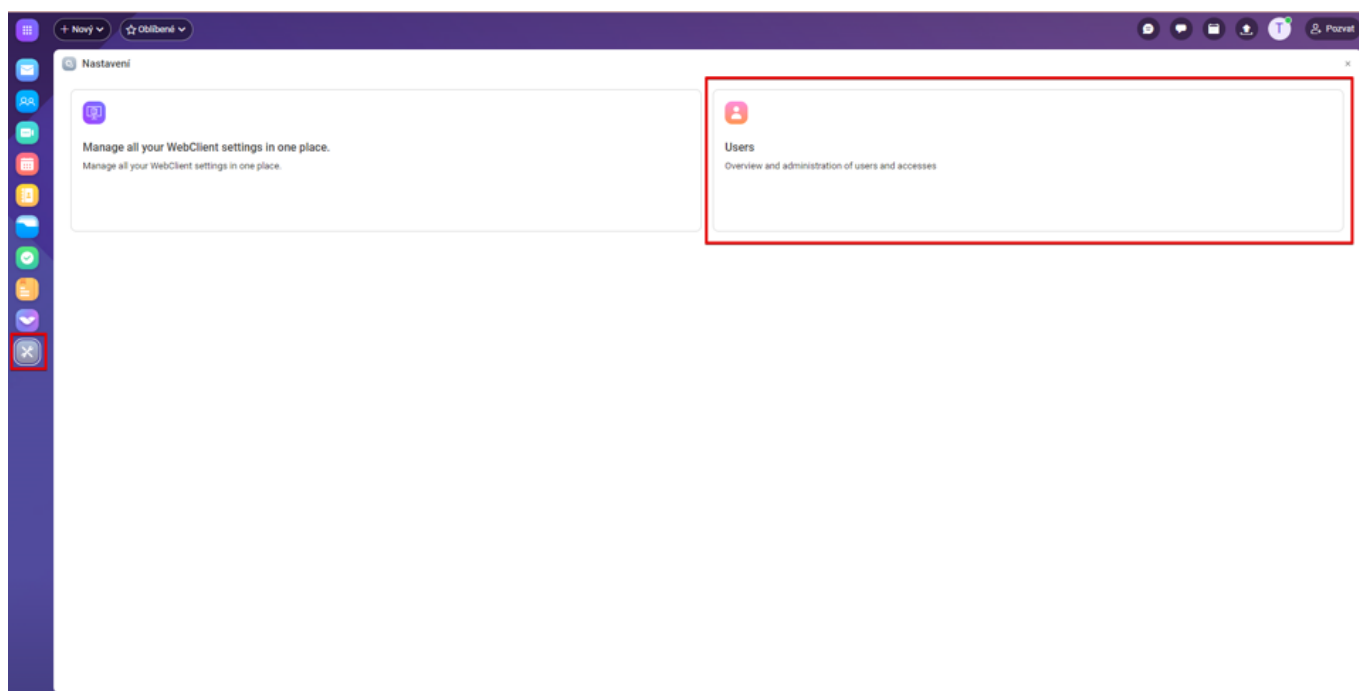 Nový
Oblíbené
T
Pozvat
Nastavení
Manage all your WebClient settings in one place.
Manage all your WebClient settings in one place.
Users
Overview and administration of users and accesses